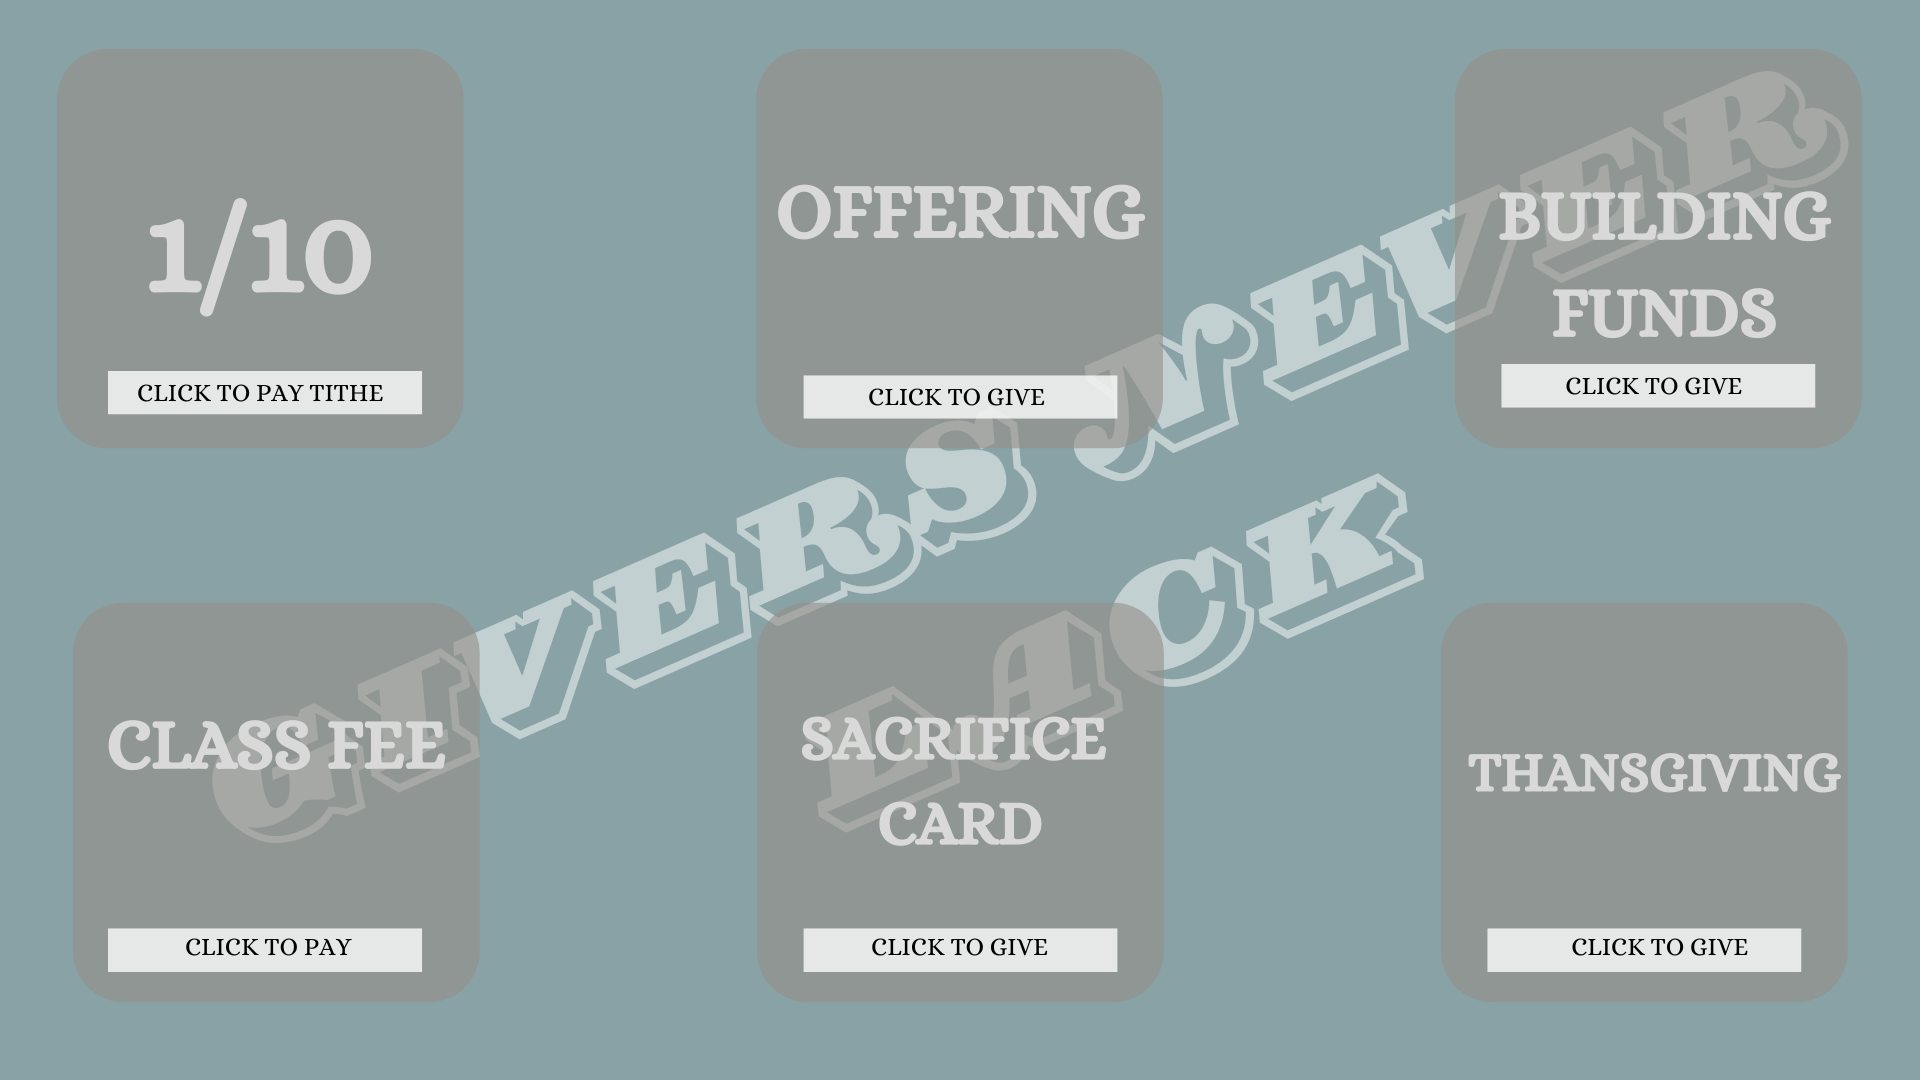 1/10
CLICK TO PAY TITHE
OFFERING
CLICK TO GIVE
BUILDING
FUNDS
CLICK TO GIVE
GIVERS NEVER
LACK
CLASS FEE
CLICK TO PAY
SACRIFICE
CARD
CLICK TO GIVE
THANSGIVING
CLICK TO GIVE